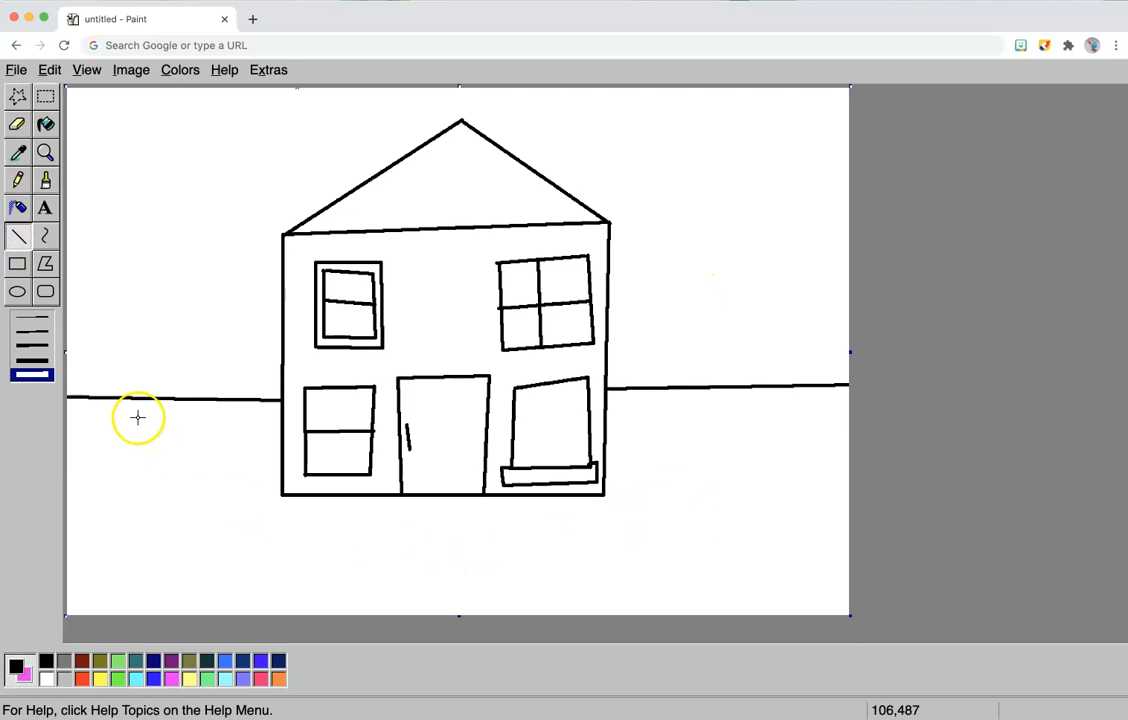 untitled - Paint
Search Google or type a URL
File Edit View Image Colors Help Extras
A
For Help, click Help Topics on the Help Menu.
106,487